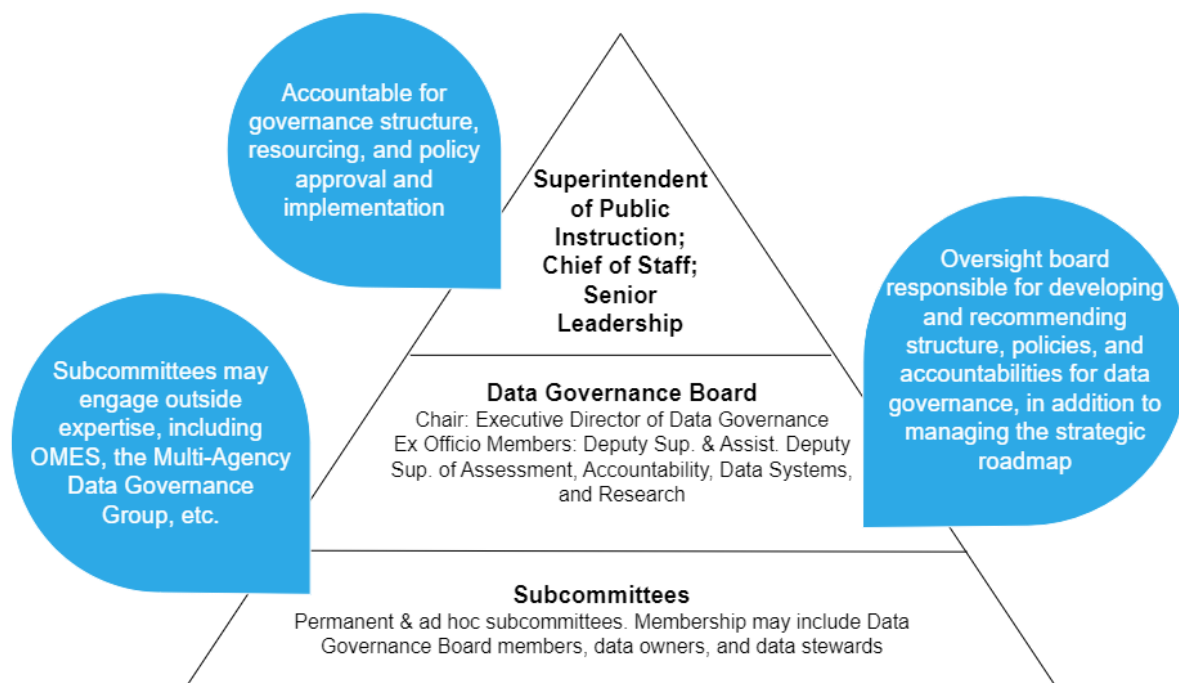 Accountable for
governance structure,
resourcing, and policy
approval and
implementation
Superintendent
of Public
Instruction;
Chief of Staff;
Senior
Leadership
Oversight board
responsible for developing
and recommending
structure, policies, and
accountabilities for data
governance, in addition to
managing the strategic
roadmap
Subcommittees may
engage outside
expertise, including
OMES, the Multi-Agency
Data Governance
Group, etc.
Data Governance Board
Chair: Executive Director of Data Governance
Ex Officio Members: Deputy Sup. & Assist. Deputy
Sup. of Assessment, Accountability, Data Systems,
and Research
Subcommittees
Permanent & ad hoc subcommittees. Membership may include Data
Governance Board members, data owners, and data stewards